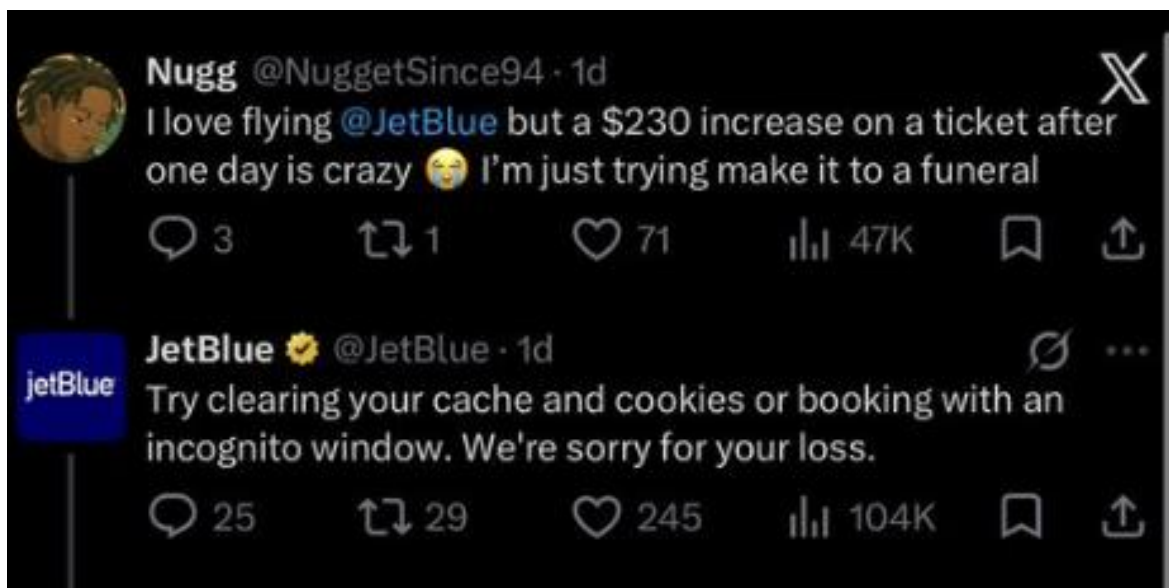 Nugg @NuggetSince94 · 1d
I love flying @JetBlue but a $230 increase on a ticket after
one day is crazy 😭 I'm just trying make it to a funeral
3 1 71 47K
jetBlue
JetBlue @JetBlue · 1d
Try clearing your cache and cookies or booking with an
incognito window. We're sorry for your loss.
25 29 245 104K